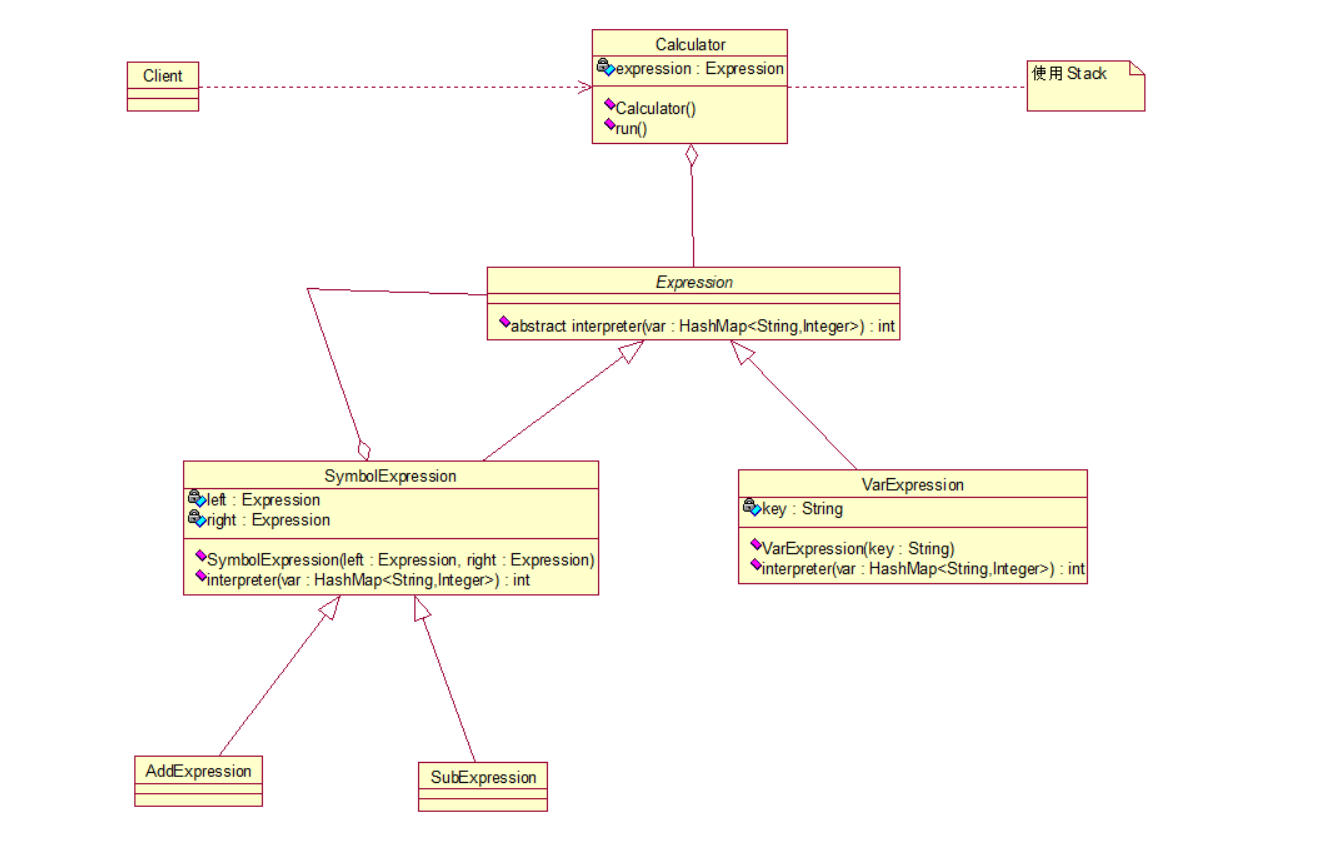 Client
Calculator
expression : Expression
Calculator()
run()
使用 Stack
Expression
abstract interpreter(var : HashMap<String,Integer>) : int
SymbolExpression
left : Expression
right : Expression
SymbolExpression(left : Expression, right : Expression)
interpreter(var : HashMap<String,Integer>) : int
VarExpression
key : String
VarExpression(key : String)
interpreter(var : HashMap<String,Integer>) : int
AddExpression
SubExpression